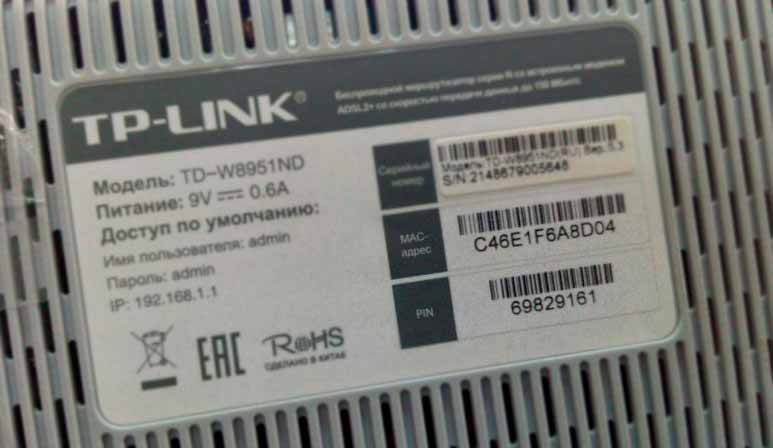 TP-LINK®
Беспроводной маршрутизатор серии N со встроенным модемом
ADSL2+ со скоростью передачи данных до 150 Мбит/с
Модель: TD-W8951ND
Питание: 9V 0.6A
Доступ по умолчанию:
Имя пользователя: admin
Пароль: admin
IP: 192.168.1.1
Серийный
номер
Модель:TD-W8951ND(RU) Вер.:5.3
S/N:2148679005648
MAC-
адрес
C46E1F6A8D04
PIN
69829161
EAC
RoHS
СДЕЛАНО В КИТАЕ